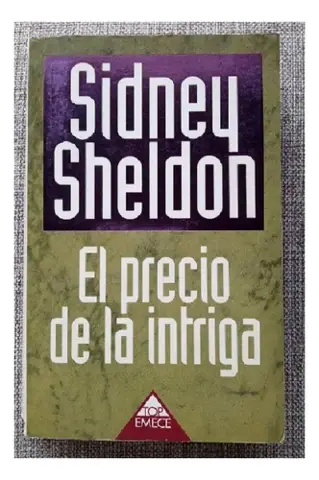 Sidney
Sheldon
El precio
de la intriga
TOP
EMECE